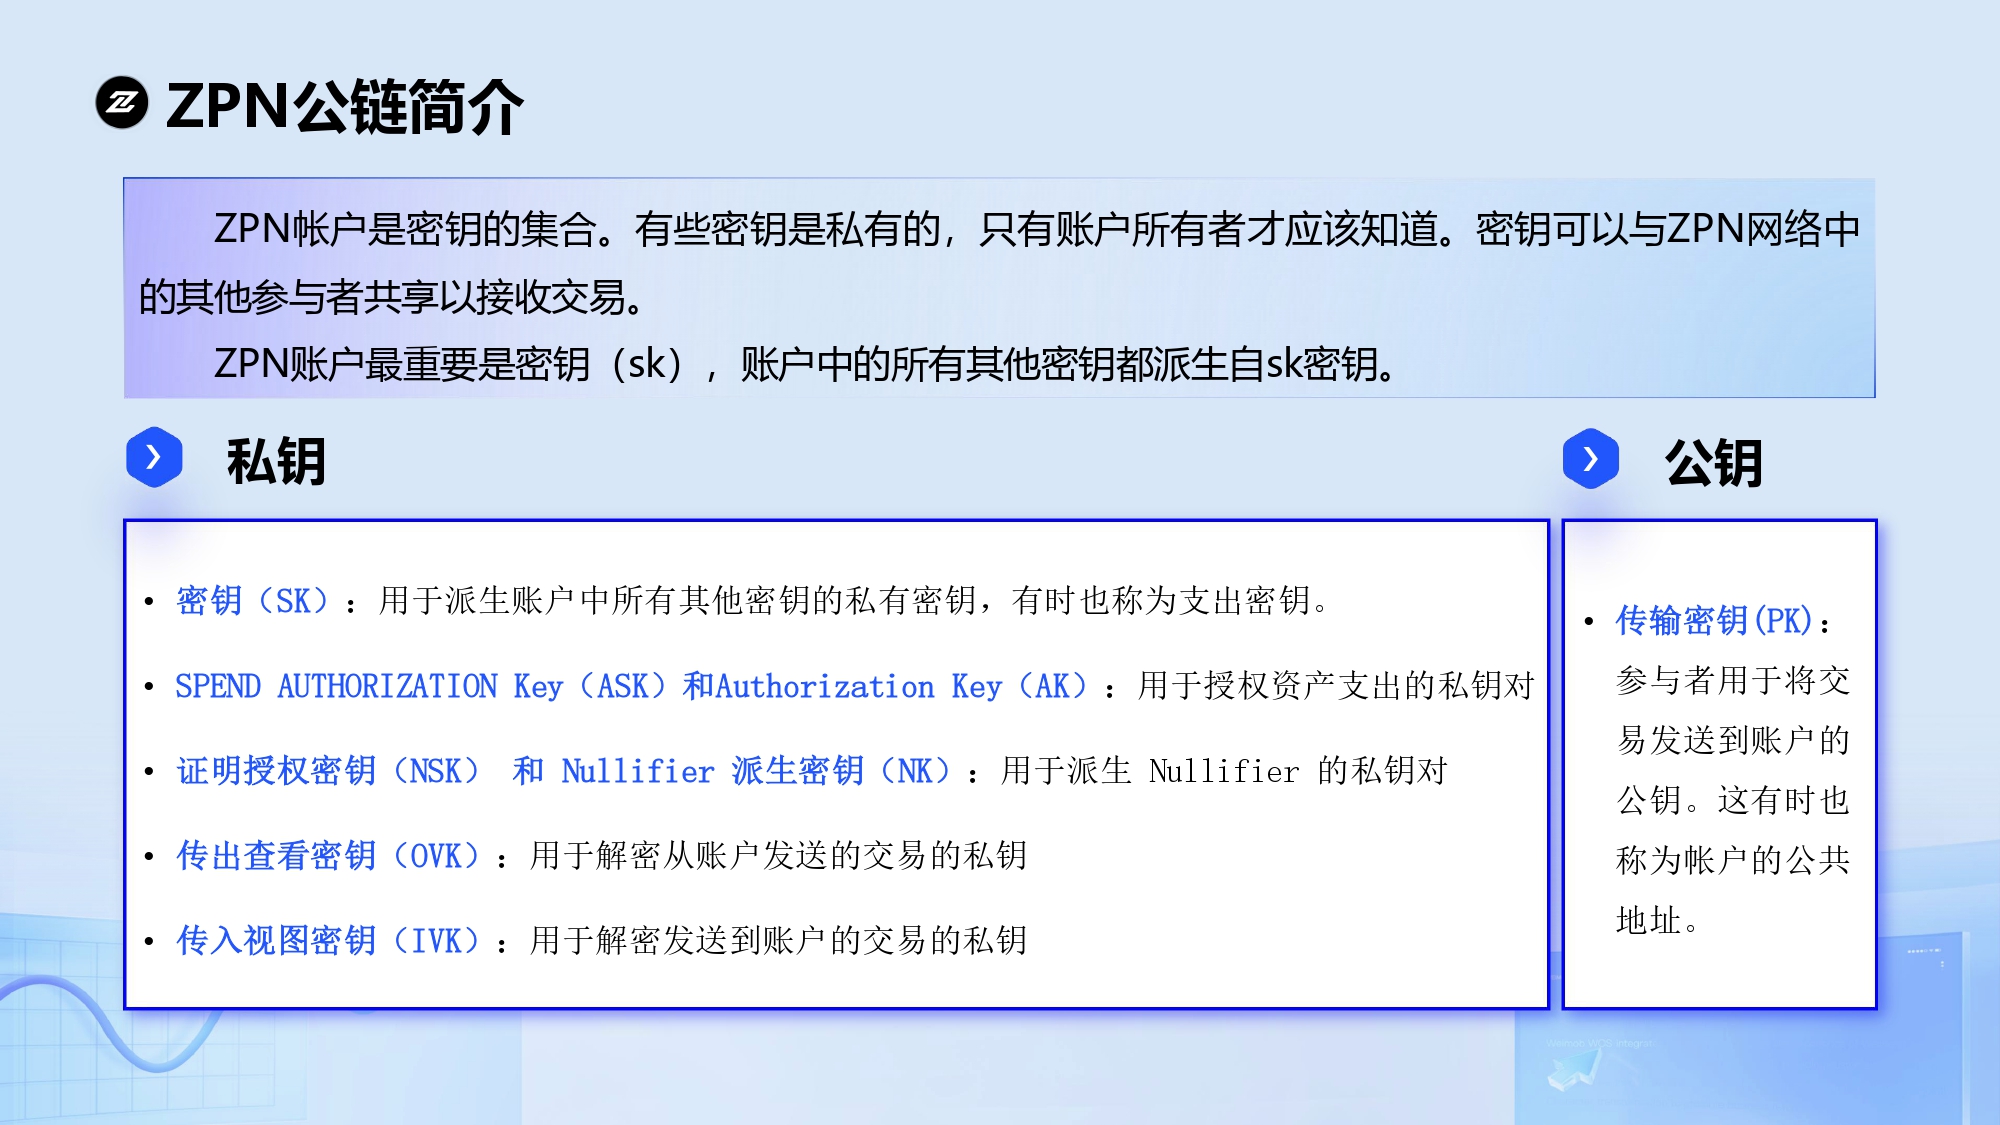 ZPN公链简介
ZPN帐户是密钥的集合。有些密钥是私有的，只有账户所有者才应该知道。密钥可以与ZPN网络中
的其他参与者共享以接收交易。
ZPN账户最重要是密钥（sk），账户中的所有其他密钥都派生自sk密钥。
私钥
• 密钥（SK）：用于派生账户中所有其他密钥的私有密钥，有时也称为支出密钥。
• SPEND AUTHORIZATION Key（ASK）和Authorization Key（AK）：用于授权资产支出的私钥对
• 证明授权密钥（NSK） 和 Nullifier 派生密钥（NK）：用于派生 Nullifier 的私钥对
• 传出查看密钥（OVK）：用于解密从账户发送的交易的私钥
• 传入视图密钥（IVK）：用于解密发送到账户的交易的私钥
公钥
• 传输密钥(PK)：
参与者用于将交
易发送到账户的
公钥。这有时也
称为帐户的公共
地址。